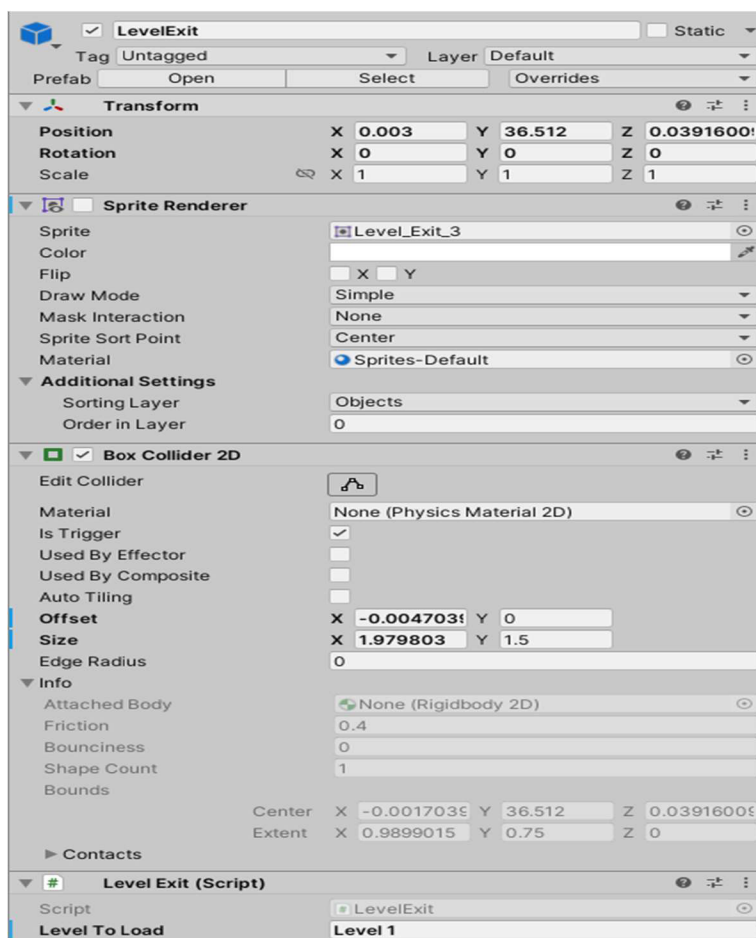 LevelExit Static
Tag Untagged Layer Default
Prefab Open Select Overrides
Transform
Position X 0.003 Y 36.512 Z 0.0391600
Rotation X 0 Y 0 Z 0
Scale X 1 Y 1 Z 1
Sprite Renderer
Sprite Level_Exit_3
Color
Flip X Y
Draw Mode Simple
Mask Interaction None
Sprite Sort Point Center
Material Sprites-Default
Additional Settings
Sorting Layer Objects
Order in Layer 0
Box Collider 2D
Edit Collider
Material None (Physics Material 2D)
Is Trigger
Used By Effector
Used By Composite
Auto Tiling
Offset X -0.004703 Y 0
Size X 1.979803 Y 1.5
Edge Radius 0
Info
Attached Body None (Rigidbody 2D)
Friction 0.4
Bounciness 0
Shape Count 1
Bounds
Center X -0.001703 Y 36.512 Z 0.0391600
Extent X 0.9899015 Y 0.75 Z 0
Contacts
# Level Exit (Script)
Script # LevelExit
Level To Load Level 1